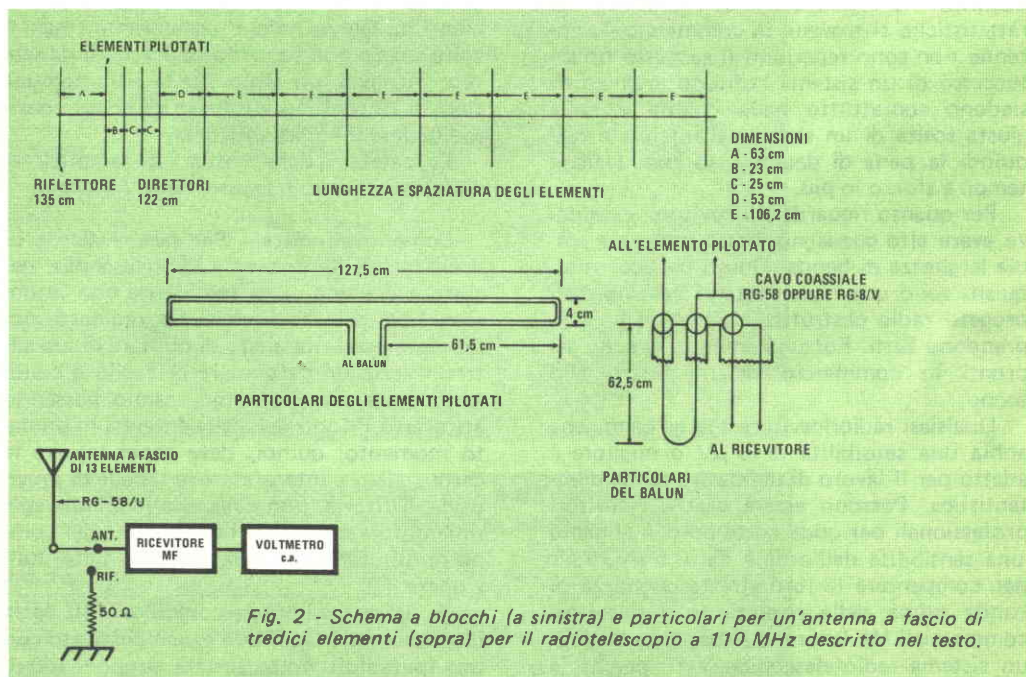 ELEMENTI PILOTATI
A
B
C
C
D
E
E
E
E
E
E
E
RIFLETTORE
135 cm
DIRETTORI
122 cm
LUNGHEZZA E SPAZIATURA DEGLI ELEMENTI
DIMENSIONI
A - 63 cm
B - 23 cm
C - 25 cm
D - 53 cm
E - 106,2 cm
127,5 cm
4 cm
61,5 cm
AL BALUN
PARTICOLARI DEGLI ELEMENTI PILOTATI
ALL'ELEMENTO PILOTATO
CAVO COASSIALE
RG-58 OPPURE RG-8/V
62,5 cm
AL RICEVITORE
PARTICOLARI
DEL BALUN
ANTENNA A FASCIO
DI 13 ELEMENTI
RG-58/U
ANT.
RICEVITORE
MF
VOLTMETRO
c.a.
RIF.
50 Ω
Fig. 2 - Schema a blocchi (a sinistra) e particolari per un'antenna a fascio di
tredici elementi (sopra) per il radiotelescopio a 110 MHz descritto nel testo.